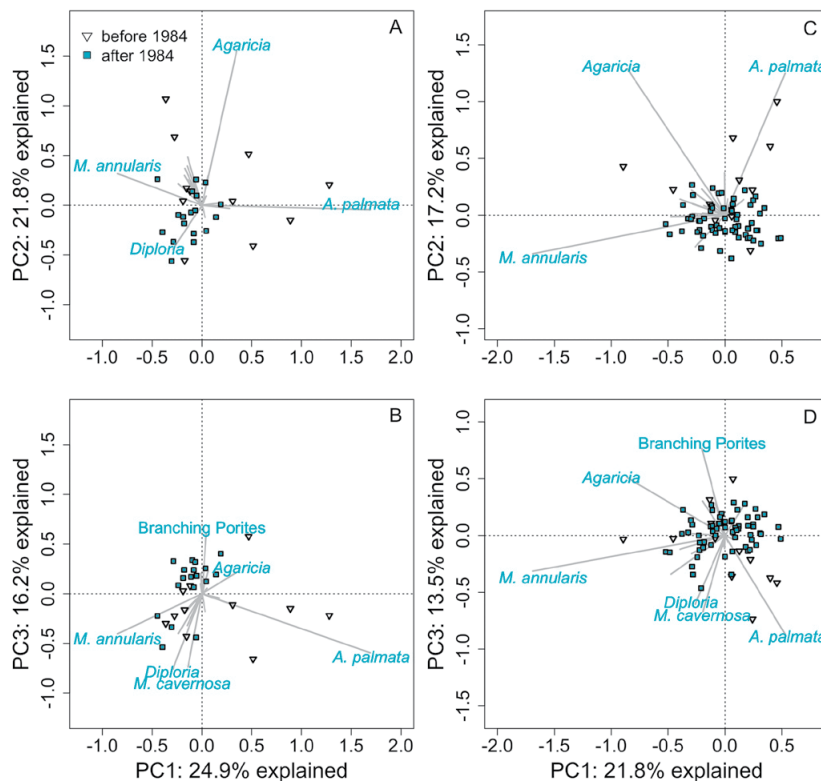 before 1984
after 1984
A
Agaricia
M. annularis
A. palmata
Diploria
PC2: 21.8% explained
1.5
1.0
0.5
0.0
-0.5
-1.0
-1.0 -0.5 0.0 0.5 1.0 1.5 2.0
C
Agaricia
A. palmata
M. annularis
PC2: 17.2% explained
1.5
1.0
0.5
0.0
-0.5
-1.0
-2.0 -1.5 -1.0 -0.5 0.0 0.5
B
Branching Porites
Agaricia
M. annularis
A. palmata
Diploria
M. cavernosa
PC3: 16.2% explained
1.5
1.0
0.5
0.0
-0.5
-1.0
-1.0 -0.5 0.0 0.5 1.0 1.5 2.0
PC1: 24.9% explained
D
Branching Porites
Agaricia
M. annularis
Diploria
M. cavernosa
A. palmata
PC3: 13.5% explained
1.0
0.5
0.0
-0.5
-1.0
-1.5
-2.0 -1.5 -1.0 -0.5 0.0 0.5
PC1: 21.8% explained